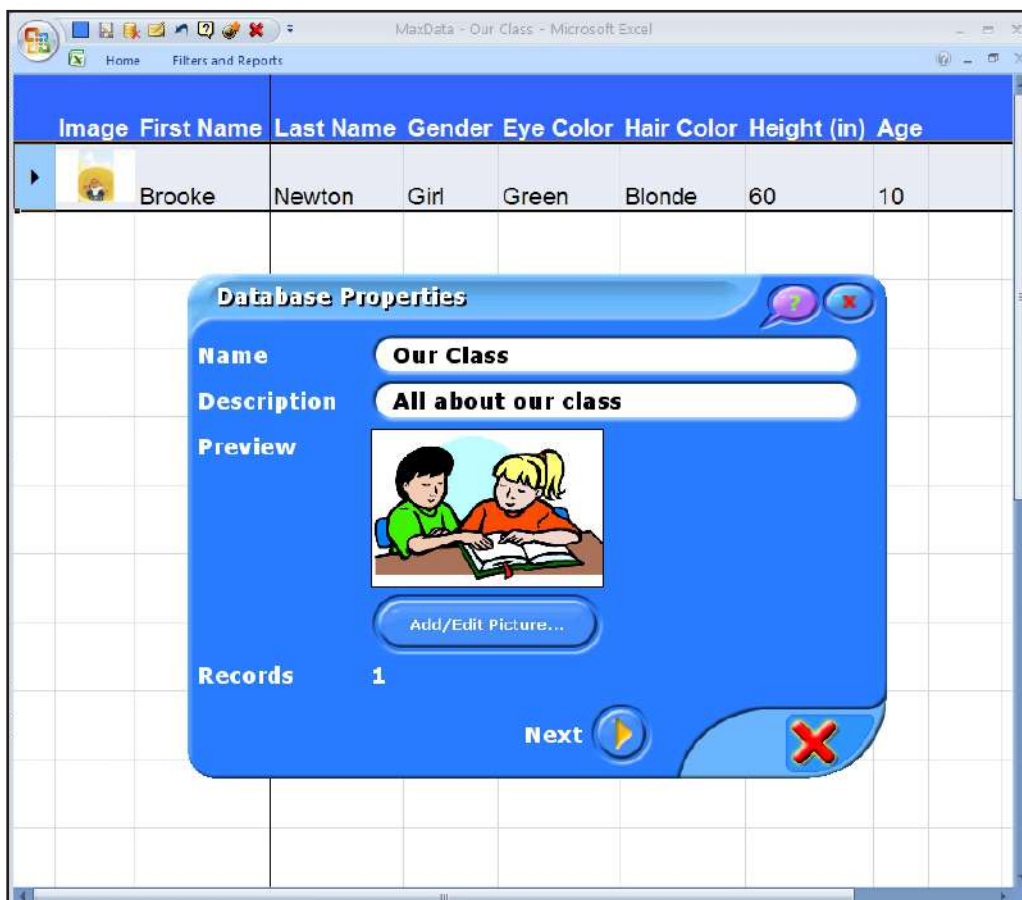 MaxData - Our Class - Microsoft Excel
Home Filters and Reports
Image First Name Last Name Gender Eye Color Hair Color Height (in) Age
Brooke Newton Girl Green Blonde 60 10
Database Properties ? x
Name Our Class
Description All about our class
Preview
Add/Edit Picture...
Records 1
Next